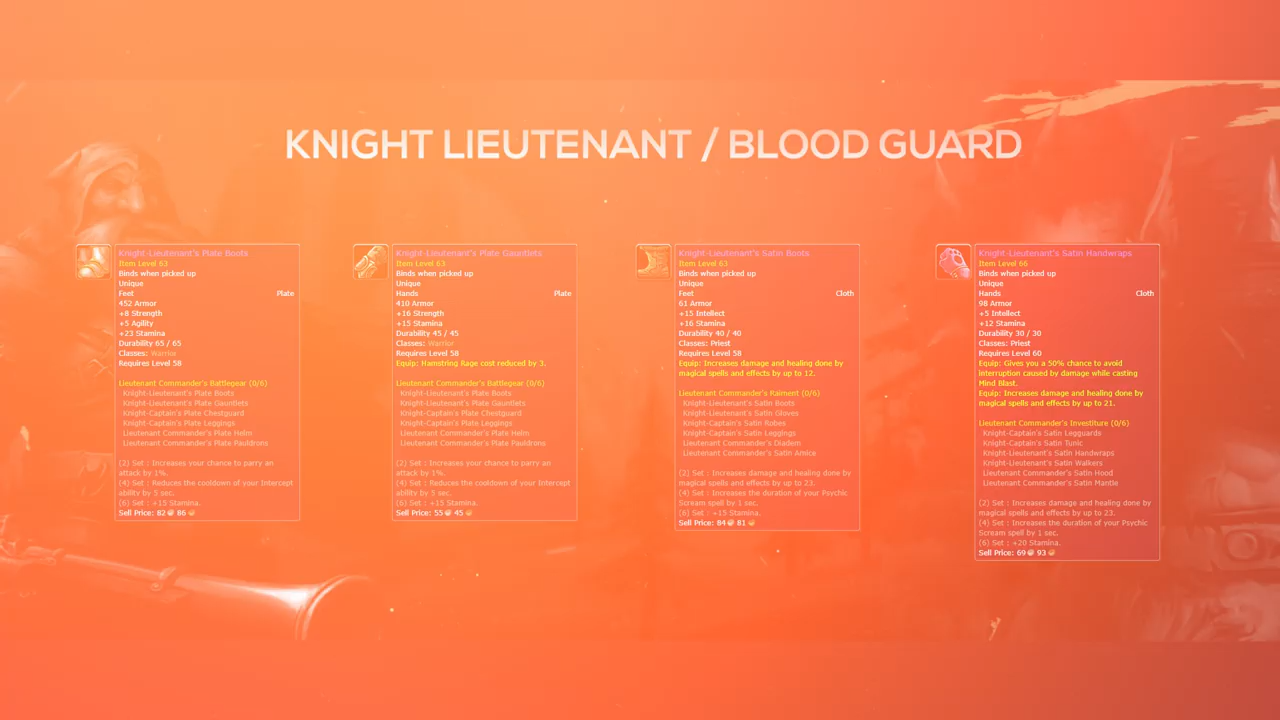 KNIGHT LIEUTENANT / BLOOD GUARD
Knight-Lieutenant's Plate Boots
Item Level 63
Binds when picked up
Unique
Feet Plate
452 Armor
+8 Strength
+5 Agility
+23 Stamina
Durability 65 / 65
Classes: Warrior
Requires Level 58
Lieutenant Commander's Battlegear (0/6)
Knight-Lieutenant's Plate Boots
Knight-Lieutenant's Plate Gauntlets
Knight-Captain's Plate Chestguard
Knight-Captain's Plate Leggings
Lieutenant Commander's Plate Helm
Lieutenant Commander's Plate Pauldrons
(2) Set : Increases your chance to parry an
attack by 1%.
(4) Set : Reduces the cooldown of your Intercept
ability by 5 sec.
(6) Set : +15 Stamina.
Sell Price: 82 86
Knight-Lieutenant's Plate Gauntlets
Item Level 63
Binds when picked up
Unique
Hands Plate
410 Armor
+16 Strength
+15 Stamina
Durability 45 / 45
Classes: Warrior
Requires Level 58
Equip: Hamstring Rage cost reduced by 3.
Lieutenant Commander's Battlegear (0/6)
Knight-Lieutenant's Plate Boots
Knight-Lieutenant's Plate Gauntlets
Knight-Captain's Plate Chestguard
Knight-Captain's Plate Leggings
Lieutenant Commander's Plate Helm
Lieutenant Commander's Plate Pauldrons
(2) Set : Increases your chance to parry an
attack by 1%.
(4) Set : Reduces the cooldown of your Intercept
ability by 5 sec.
(6) Set : +15 Stamina.
Sell Price: 55 45
Knight-Lieutenant's Satin Boots
Item Level 63
Binds when picked up
Unique
Feet Cloth
61 Armor
+15 Intellect
+16 Stamina
Durability 40 / 40
Classes: Priest
Requires Level 58
Equip: Increases damage and healing done by
magical spells and effects by up to 12.
Lieutenant Commander's Raiment (0/6)
Knight-Lieutenant's Satin Boots
Knight-Lieutenant's Satin Gloves
Knight-Captain's Satin Robes
Knight-Captain's Satin Leggings
Lieutenant Commander's Diadem
Lieutenant Commander's Satin Amice
(2) Set : Increases damage and healing done by
magical spells and effects by up to 23.
(4) Set : Increases the duration of your Psychic
Scream spell by 1 sec.
(6) Set : +15 Stamina.
Sell Price: 84 81
Knight-Lieutenant's Satin Handwraps
Item Level 66
Binds when picked up
Unique
Hands Cloth
98 Armor
+5 Intellect
+12 Stamina
Durability 30 / 30
Classes: Priest
Requires Level 60
Equip: Gives you a 50% chance to avoid
interruption caused by damage while casting
Mind Blast.
Equip: Increases damage and healing done by
magical spells and effects by up to 21.
Lieutenant Commander's Investiture (0/6)
Knight-Captain's Satin Legguards
Knight-Captain's Satin Tunic
Knight-Lieutenant's Satin Handwraps
Knight-Lieutenant's Satin Walkers
Lieutenant Commander's Satin Hood
Lieutenant Commander's Satin Mantle
(2) Set : Increases damage and healing done by
magical spells and effects by up to 23.
(4) Set : Increases the duration of your Psychic
Scream spell by 1 sec.
(6) Set : +20 Stamina.
Sell Price: 69 93